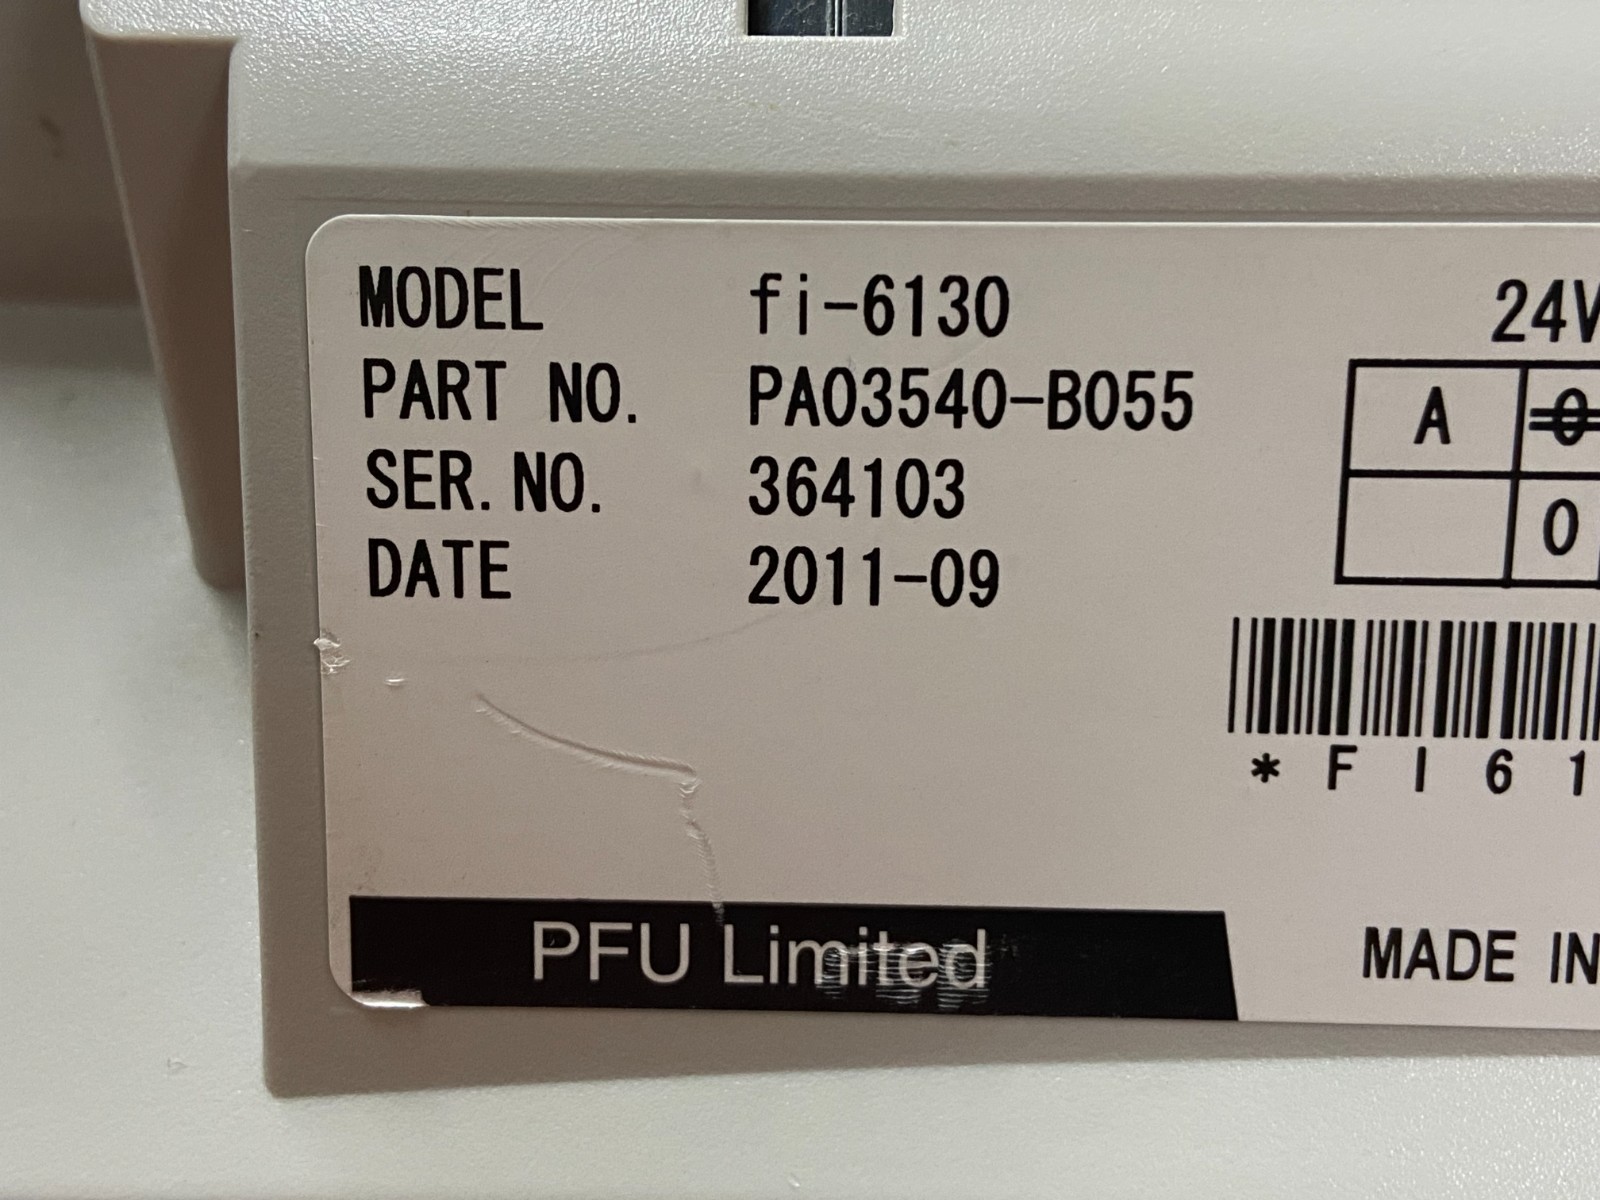 MODEL fi-6130 24V
PART NO. PA03540-B055
A 0
SER. NO. 364103
0
DATE 2011-09
*FI61
PFU Limited MADE IN